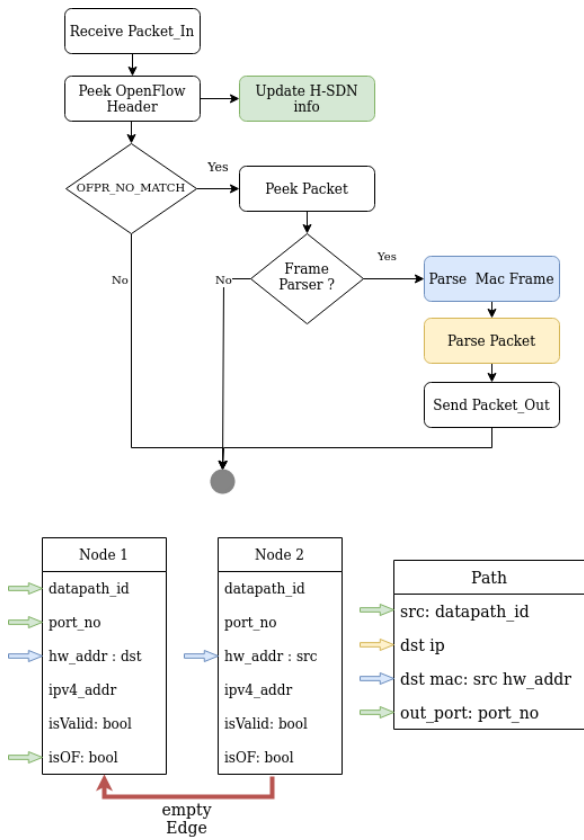 Receive Packet_In
Peek OpenFlow
Header
Update H-SDN
info
OFPR_NO_MATCH
Yes
Peek Packet
No
Frame
Parser ?
No
Yes
Parse Mac Frame
Parse Packet
Send Packet_Out
Node 1
datapath_id
port_no
hw_addr : dst
ipv4_addr
isValid: bool
isOF: bool
Node 2
datapath_id
port_no
hw_addr : src
ipv4_addr
isValid: bool
isOF: bool
empty
Edge
Path
src: datapath_id
dst ip
dst mac: src hw_addr
out_port: port_no